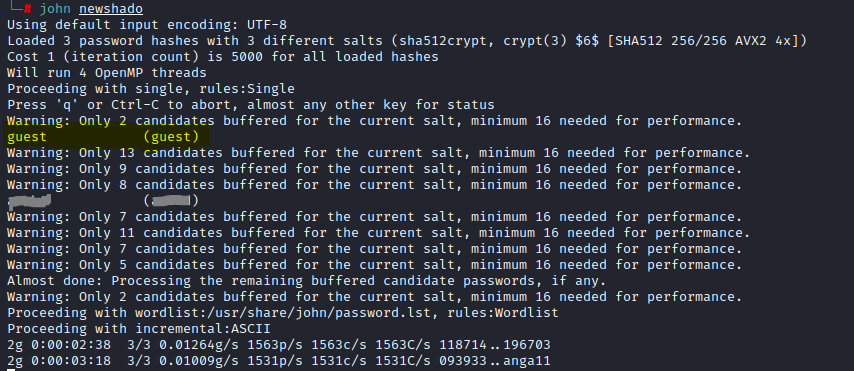 └─# john newshado
Using default input encoding: UTF-8
Loaded 3 password hashes with 3 different salts (sha512crypt, crypt(3) $6$ [SHA512 256/256 AVX2 4x])
Cost 1 (iteration count) is 5000 for all loaded hashes
Will run 4 OpenMP threads
Proceeding with single, rules:Single
Press 'q' or Ctrl-C to abort, almost any other key for status
Warning: Only 2 candidates buffered for the current salt, minimum 16 needed for performance.
guest            (guest)
Warning: Only 13 candidates buffered for the current salt, minimum 16 needed for performance.
Warning: Only 9 candidates buffered for the current salt, minimum 16 needed for performance.
Warning: Only 8 candidates buffered for the current salt, minimum 16 needed for performance.
Warning: Only 7 candidates buffered for the current salt, minimum 16 needed for performance.
Warning: Only 11 candidates buffered for the current salt, minimum 16 needed for performance.
Warning: Only 7 candidates buffered for the current salt, minimum 16 needed for performance.
Warning: Only 5 candidates buffered for the current salt, minimum 16 needed for performance.
Almost done: Processing the remaining buffered candidate passwords, if any.
Warning: Only 2 candidates buffered for the current salt, minimum 16 needed for performance.
Proceeding with wordlist:/usr/share/john/password.lst, rules:Wordlist
Proceeding with incremental:ASCII
2g 0:00:02:38  3/3 0.01264g/s 1563p/s 1563c/s 1563C/s 118714..196703
2g 0:00:03:18  3/3 0.01009g/s 1531p/s 1531c/s 1531C/s 093933..anga11